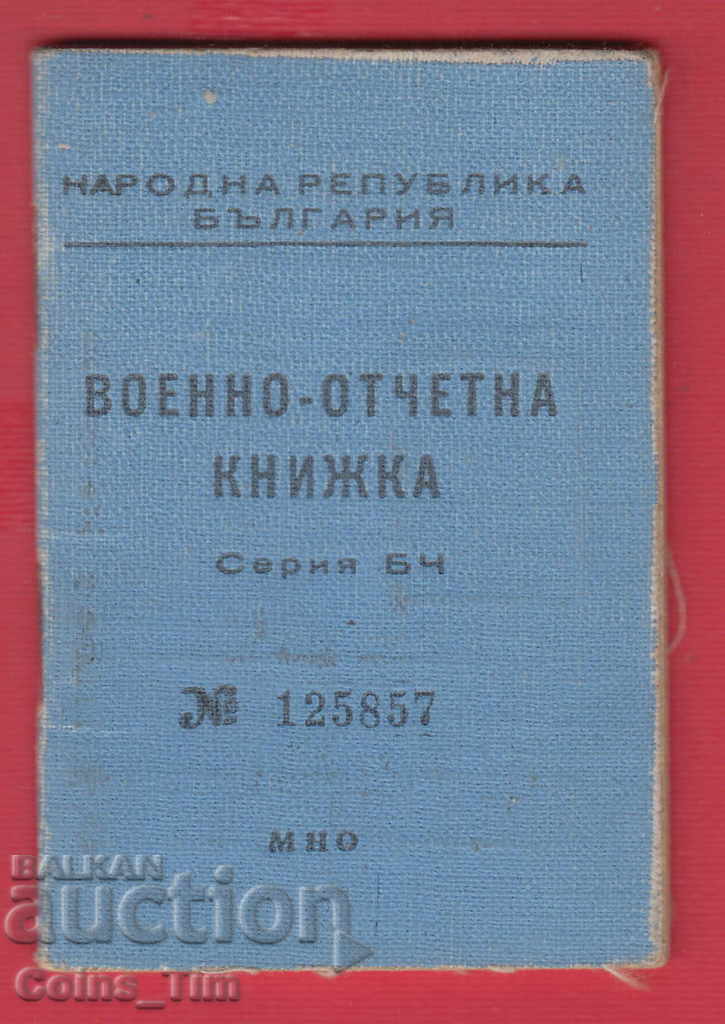 НАРОДНА РЕПУБЛИКА
БЪЛГАРИЯ
ВОЕННО-ОТЧЕТНА
КНИЖКА
Серия БЧ
№ 125857
МНО
BALKAN
auction
Coins_Tim